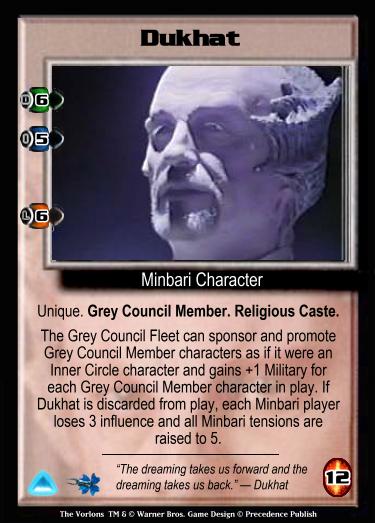 Dukhat
D 6
I 5
L 6
Minbari Character
Unique. Grey Council Member. Religious Caste.
The Grey Council Fleet can sponsor and promote
Grey Council Member characters as if it were an
Inner Circle character and gains +1 Military for
each Grey Council Member character in play. If
Dukhat is discarded from play, each Minbari player
loses 3 influence and all Minbari tensions are
raised to 5.
“The dreaming takes us forward and the
dreaming takes us back.” — Dukhat
12
The Vorlons TM & © Warner Bros. Game Design © Precedence Publish